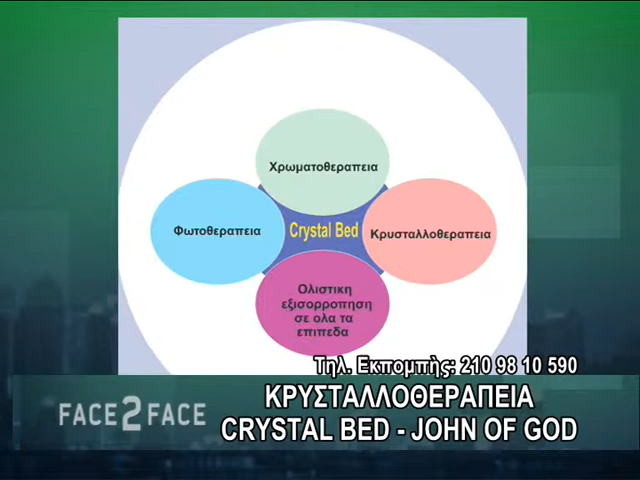 Χρωματοθεραπεια
Φωτοθεραπεια
Crystal Bed
Κρυσταλλοθεραπεια
Ολιστικη
εξισορροπηση
σε ολα τα
επιπεδα
Τηλ. Εκπομπὴς: 210 98 10 590
FACE2FACE
ΚΡΥΣΤΑΛΛΟΘΕΡΑΠΕΙΑ
CRYSTAL BED - JOHN OF GOD